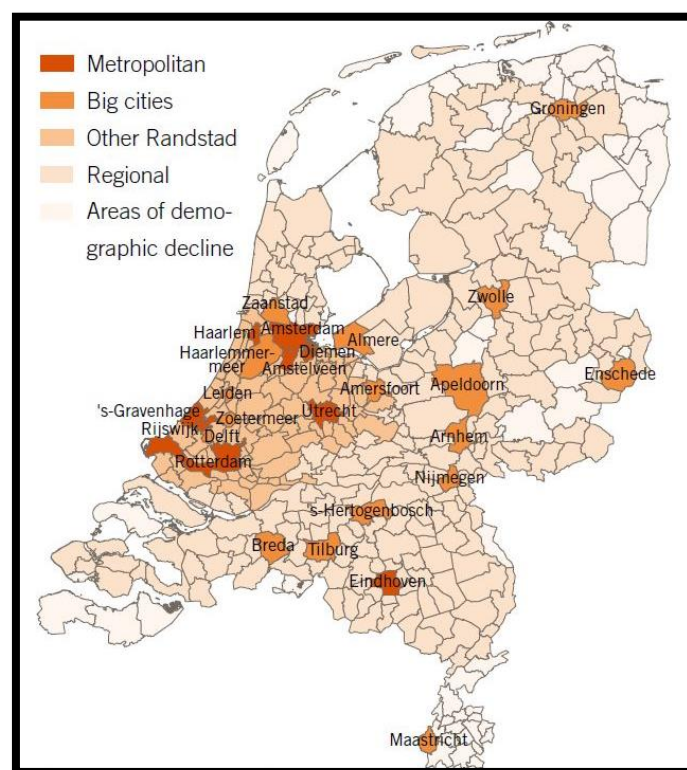 Metropolitan
Big cities
Other Randstad
Regional
Areas of demo-
graphic decline
Groningen
Zwolle
Zaanstad
Haarlem
Amsterdam
Almere
Haarlemmer-
meer
Diemen
Amstelveen
Amersfoort
Apeldoorn
Enschede
Leiden
's-Gravenhage
Zoetermeer
Utrecht
Rijswijk
Delft
Arnhem
Rotterdam
Nijmegen
's-Hertogenbosch
Breda
Tilburg
Eindhoven
Maastricht